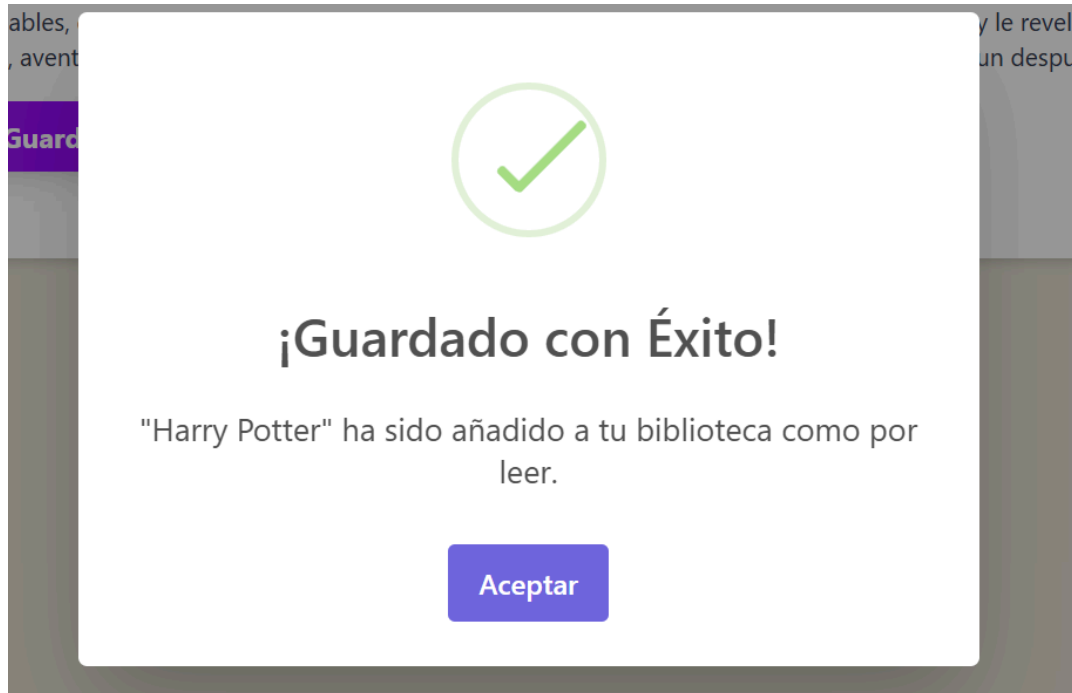 ables, y le revel
, avent un despu
Guard
¡Guardado con Éxito!
"Harry Potter" ha sido añadido a tu biblioteca como por
leer.
Aceptar